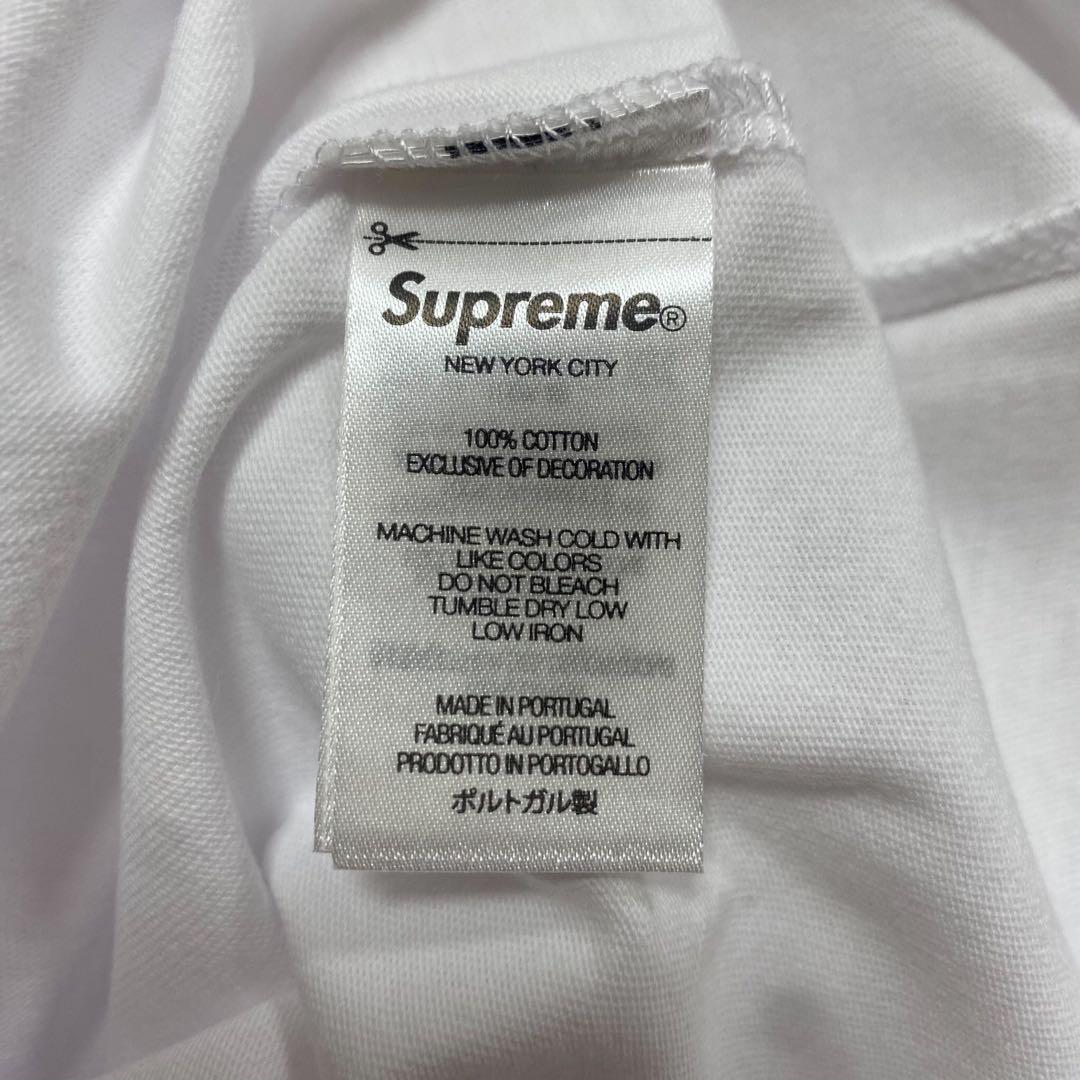 Supreme®
NEW YORK CITY
100% COTTON
EXCLUSIVE OF DECORATION
MACHINE WASH COLD WITH
LIKE COLORS
DO NOT BLEACH
TUMBLE DRY LOW
LOW IRON
MADE IN PORTUGAL
FABRIQUÉ AU PORTUGAL
PRODOTTO IN PORTOGALLO
ポルトガル製